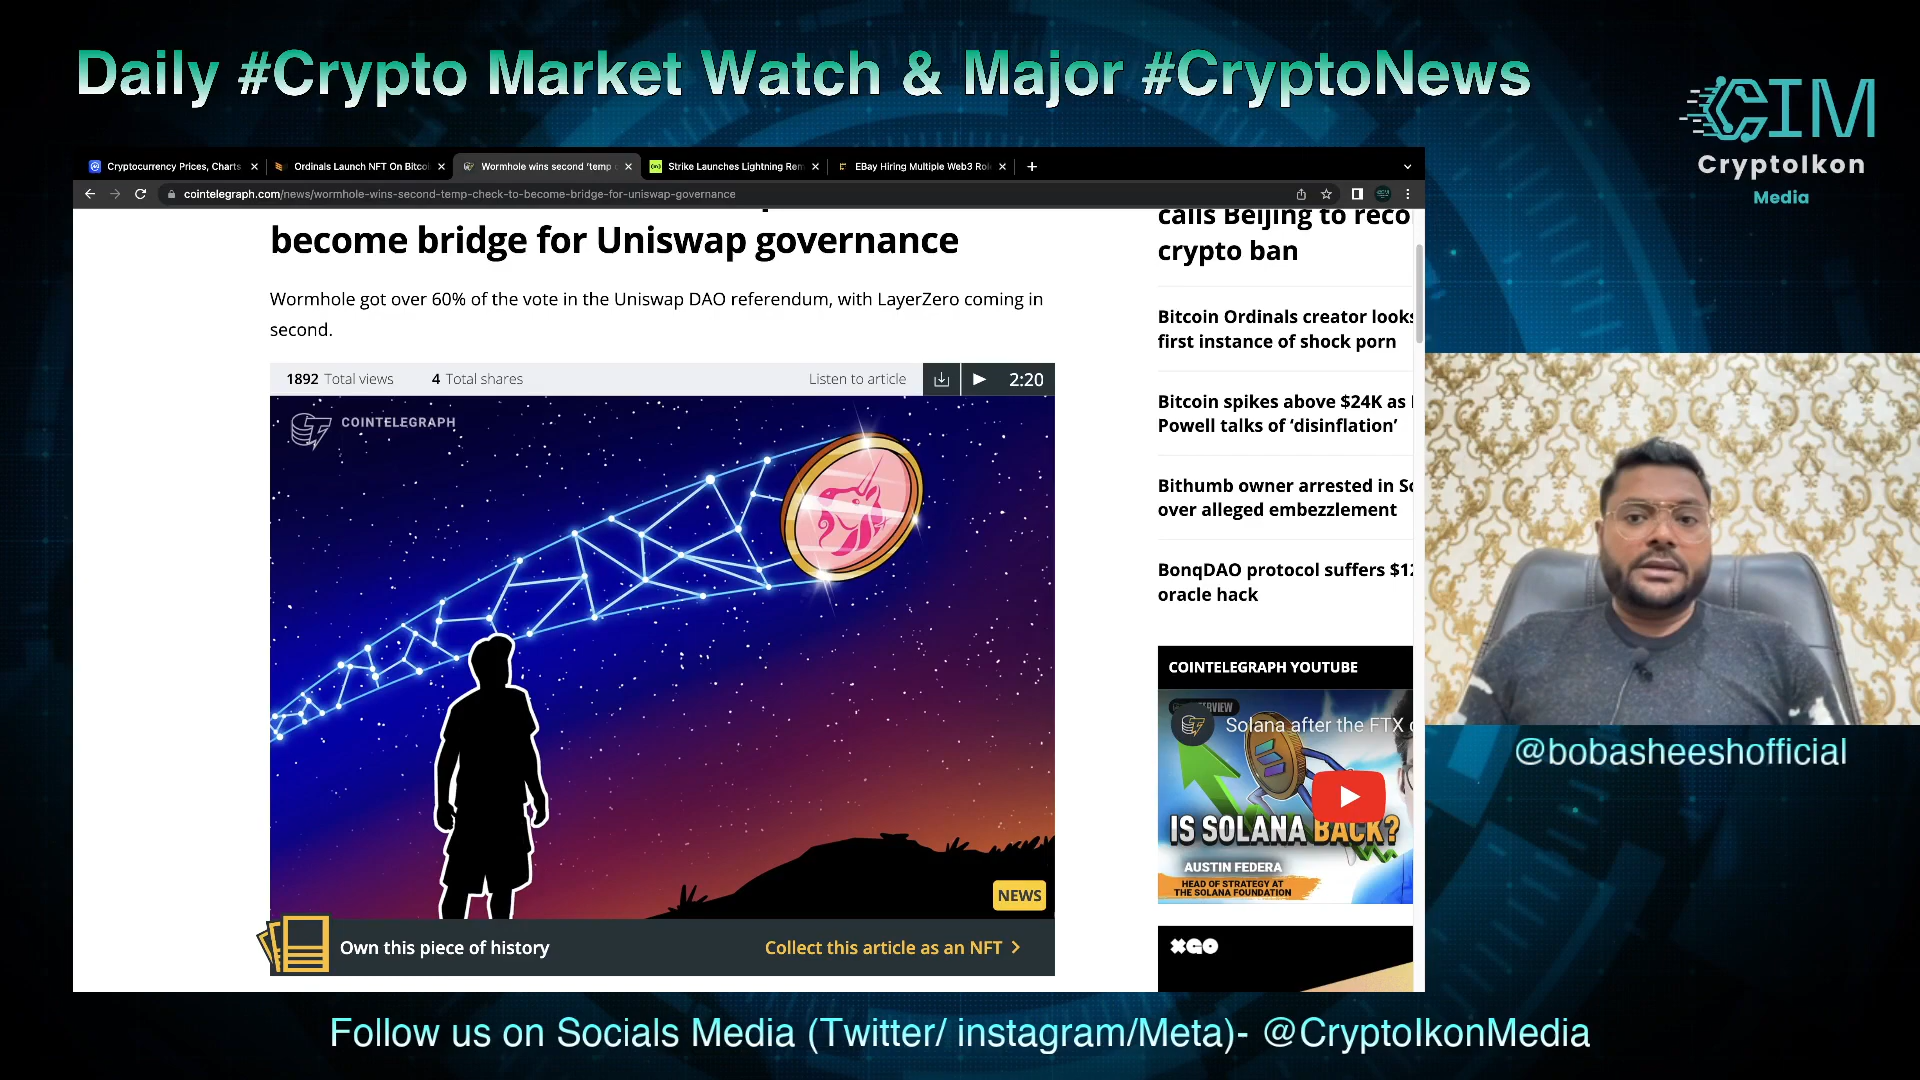 Daily #Crypto Market Watch & Major #CryptoNews
CIM
CryptoIkon
Media
Cryptocurrency Prices, Charts
Ordinals Launch NFT On Bitco
Wormhole wins second 'temp
Strike Launches Lightning Rem
EBay Hiring Multiple Web3 Rol
cointelegraph.com/news/wormhole-wins-second-temp-check-to-become-bridge-for-uniswap-governance
become bridge for Uniswap governance
Wormhole got over 60% of the vote in the Uniswap DAO referendum, with LayerZero coming in
second.
1892 Total views 4 Total shares Listen to article 2:20
COINTELEGRAPH
NEWS
Own this piece of history Collect this article as an NFT
calls Beijing to reco
crypto ban
Bitcoin Ordinals creator looks
first instance of shock porn
Bitcoin spikes above $24K as
Powell talks of 'disinflation'
Bithumb owner arrested in So
over alleged embezzlement
BonqDAO protocol suffers $12
oracle hack
COINTELEGRAPH YOUTUBE
Solana after the FTX
IS SOLANA BACK?
AUSTIN FEDERA
HEAD OF STRATEGY AT
THE SOLANA FOUNDATION
XGO
@bobasheeshofficial
Follow us on Socials Media (Twitter/ instagram/Meta)- @CryptoIkonMedia